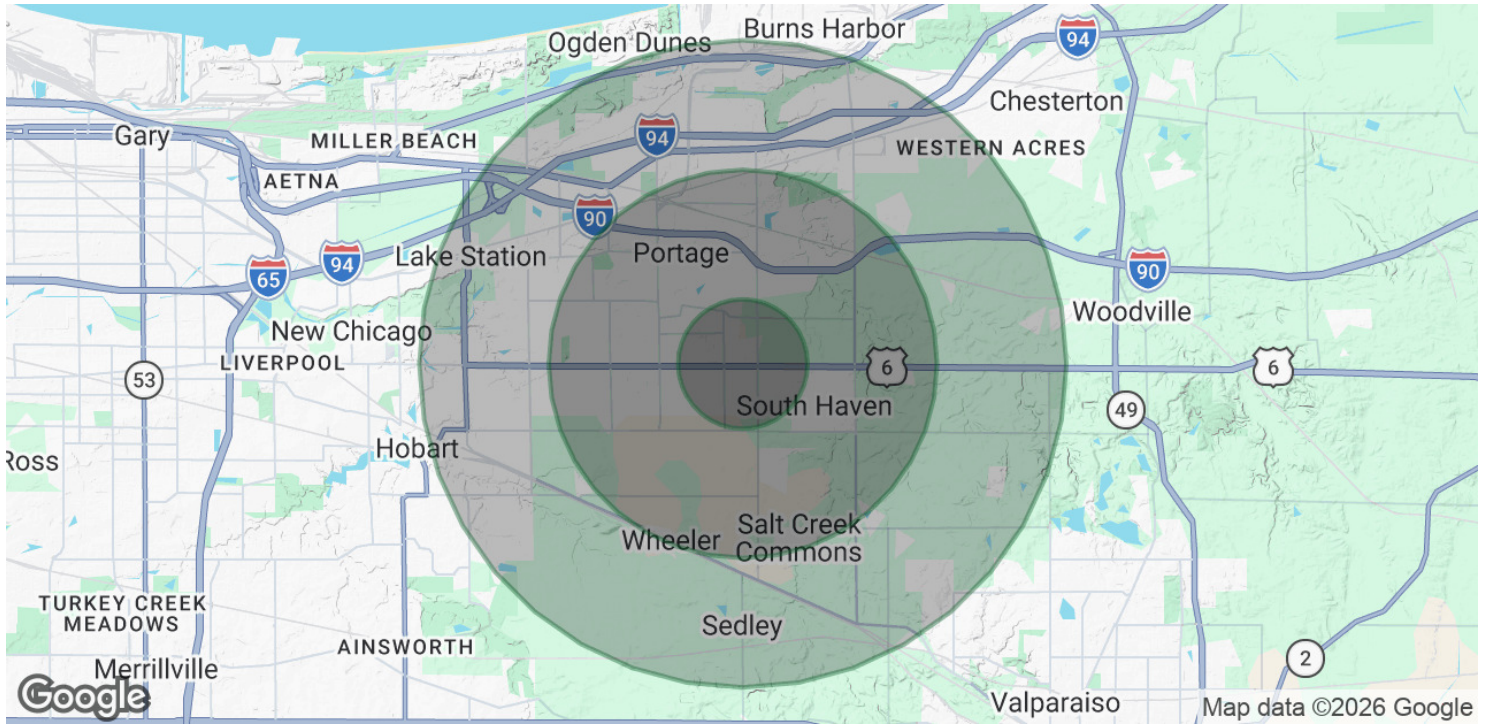 Burns Harbor
Ogden Dunes
94
Chesterton
Gary
MILLER BEACH
94
WESTERN ACRES
AETNA
90
Portage
Lake Station
94
65
90
Woodville
New Chicago
LIVERPOOL
6
6
53
South Haven
49
Hobart
Ross
Salt Creek
Commons
Wheeler
TURKEY CREEK
MEADOWS
Sedley
AINSWORTH
2
Merrillville
Google
Valparaiso
Map data ©2026 Google